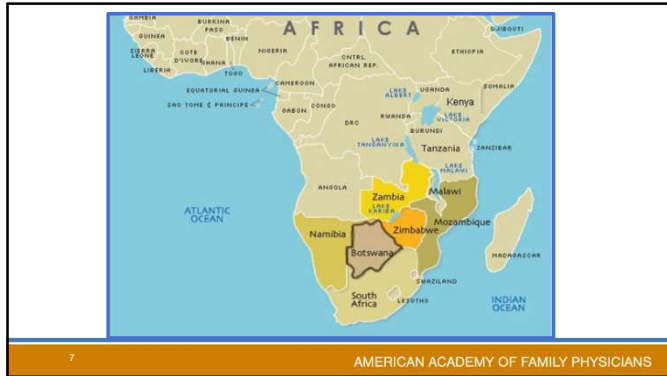 AFRICA
GAMBIA
GUINEA
SIERRA
LEONE
LIBERIA
BURKINA
FASO
COTE
D'IVORE
GHANA
TOGO
BENIN
NIGERIA
CAMEROON
EQUATORIAL GUINEA
SAO TOME & PRINCIPE
CNTRL
AFRICAN REP.
DJIBOUTI
ETHIOPIA
SOMALIA
GABON
CONGO
DRC
LAKE
ALBERT
UGANDA
Kenya
RWANDA
LAKE
VICTORIA
BURUNDI
LAKE
TANGANYIKA
Tanzania
ZANZIBAR
LAKE
MALAWI
ANGOLA
Zambia
Malawi
LAKE
KARIBA
Mozambique
ATLANTIC
OCEAN
Namibia
Zimbabwe
Botswana
MADAGASCAR
SWAZILAND
South
Africa
LESOTHO
INDIAN
OCEAN
7
AMERICAN ACADEMY OF FAMILY PHYSICIANS